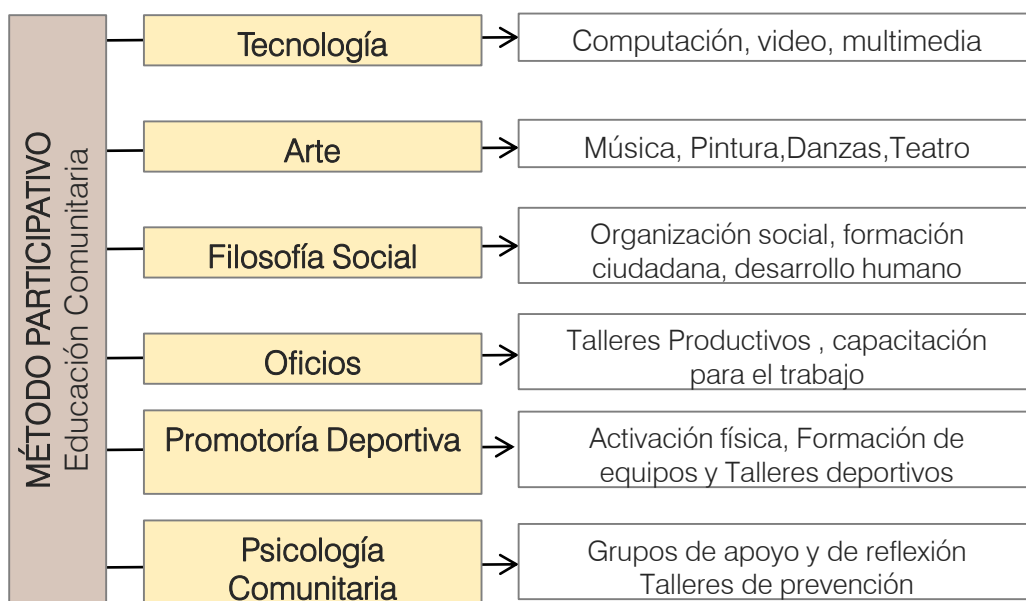 MÉTODO PARTICIPATIVO
Educación Comunitaria
Tecnología
Computación, video, multimedia
Arte
Música, Pintura,Danzas,Teatro
Filosofía Social
Organización social, formación
ciudadana, desarrollo humano
Oficios
Talleres Productivos , capacitación
para el trabajo
Promotoría Deportiva
Activación física, Formación de
equipos y Talleres deportivos
Psicología
Comunitaria
Grupos de apoyo y de reflexión
Talleres de prevención